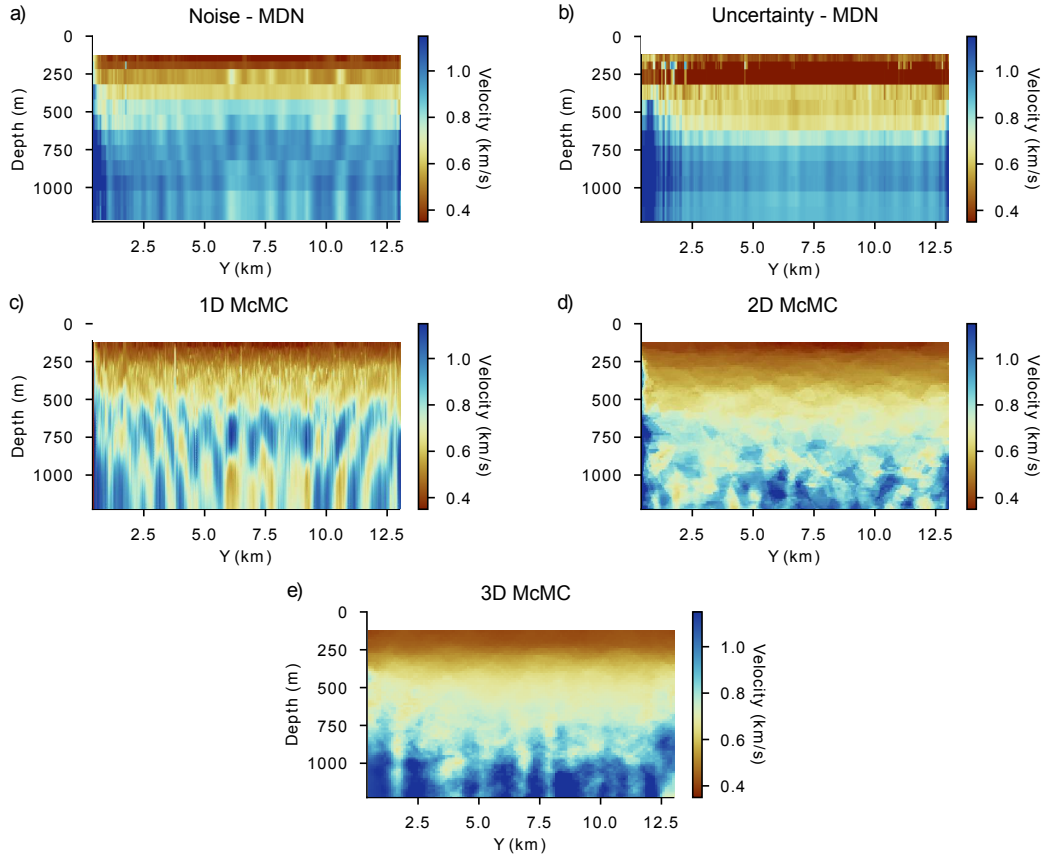 a) Noise - MDN
0
250
500
750
1000
Depth (m)
2.5 5.0 7.5 10.0 12.5
Y (km)
1.0
0.8
0.6
0.4
Velocity (km/s)
b) Uncertainty - MDN
0
250
500
750
1000
Depth (m)
2.5 5.0 7.5 10.0 12.5
Y (km)
1.0
0.8
0.6
0.4
Velocity (km/s)
c) 1D McMC
0
250
500
750
1000
Depth (m)
2.5 5.0 7.5 10.0 12.5
Y (km)
1.0
0.8
0.6
0.4
Velocity (km/s)
d) 2D McMC
0
250
500
750
1000
Depth (m)
2.5 5.0 7.5 10.0 12.5
Y (km)
1.0
0.8
0.6
0.4
Velocity (km/s)
e) 3D McMC
0
250
500
750
1000
Depth (m)
2.5 5.0 7.5 10.0 12.5
Y (km)
1.0
0.8
0.6
0.4
Velocity (km/s)